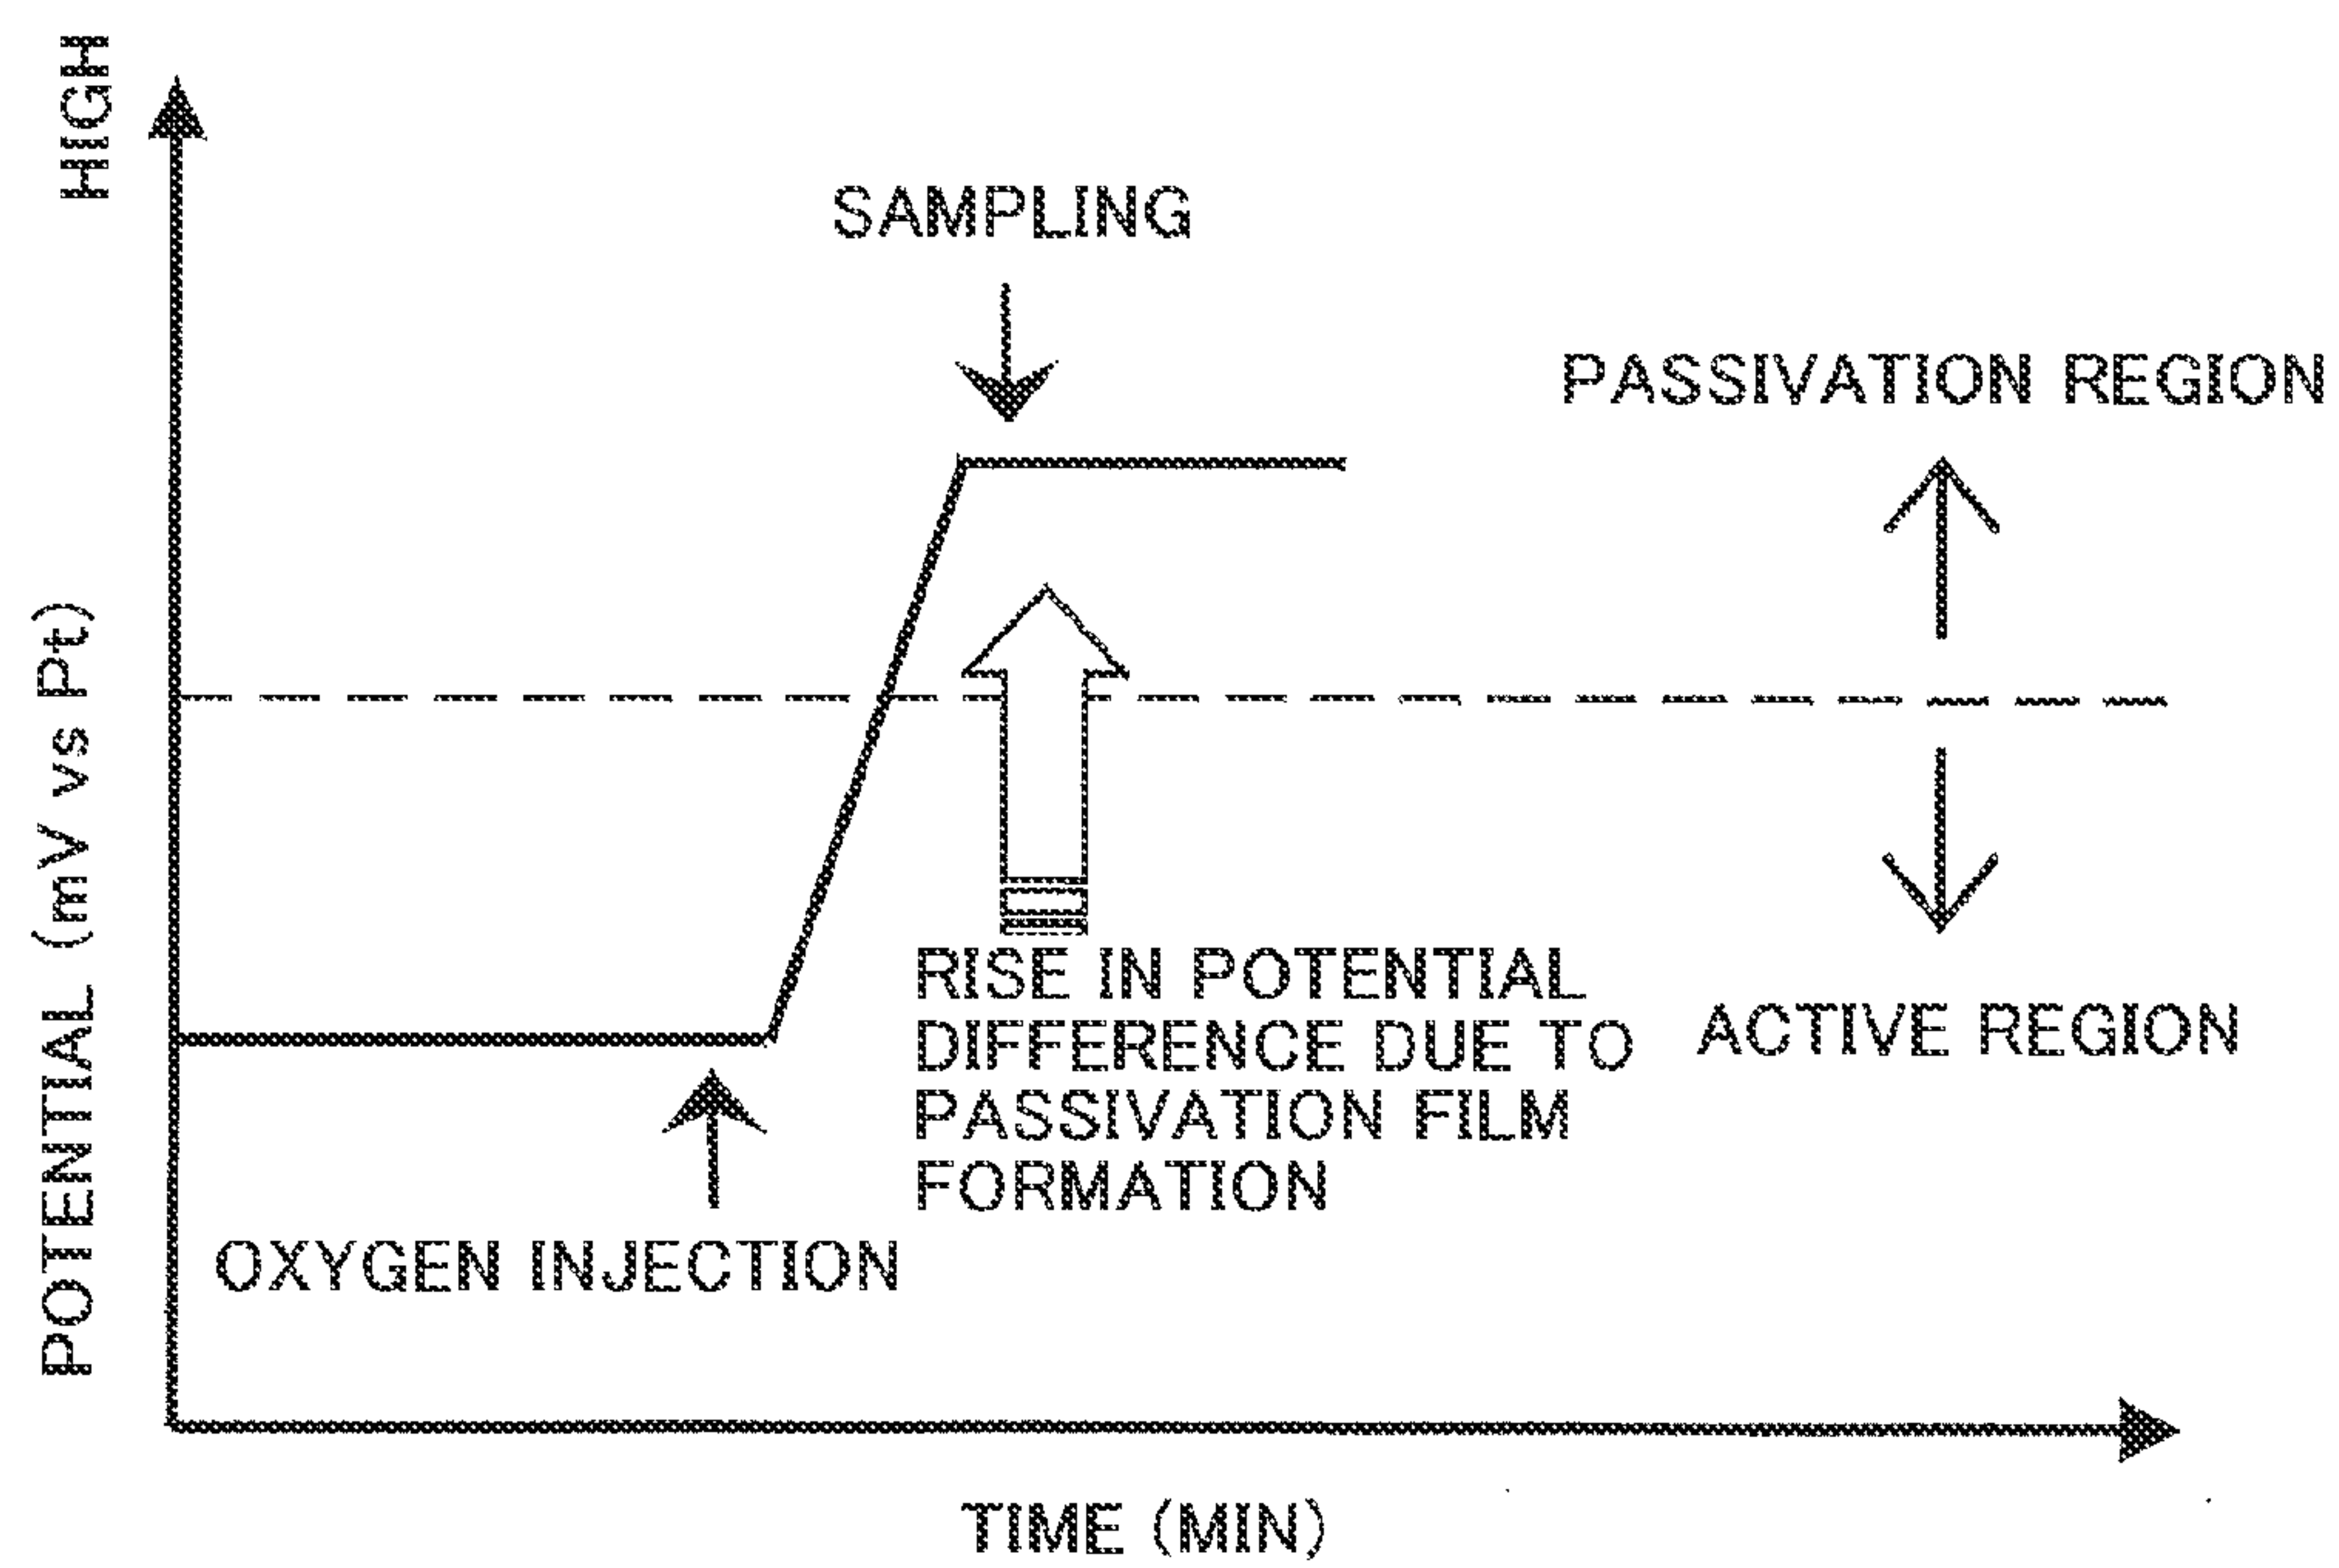 HIGH
SAMPLING
PASSIVATION REGION
POTENTIAL (mV vs Pt)
RISE IN POTENTIAL
DIFFERENCE DUE TO
PASSIVATION FILM
FORMATION
ACTIVE REGION
OXYGEN INJECTION
TIME (MIN)